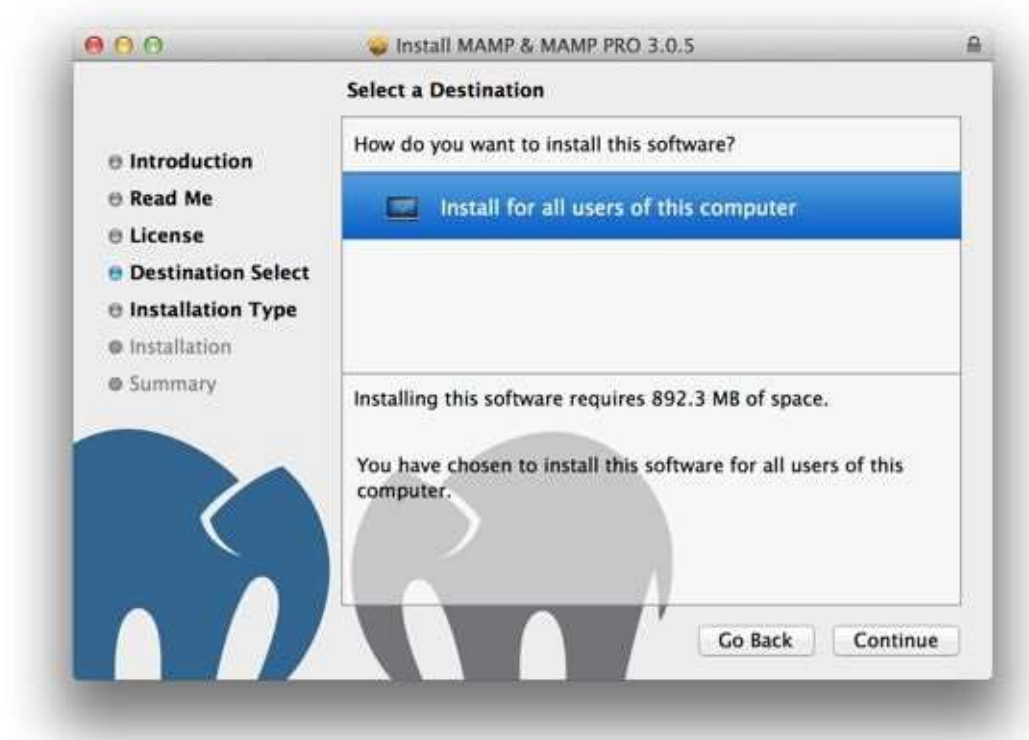 Install MAMP & MAMP PRO 3.0.5
Select a Destination
Introduction
Read Me
License
Destination Select
Installation Type
Installation
Summary
How do you want to install this software?
Install for all users of this computer
Installing this software requires 892.3 MB of space.
You have chosen to install this software for all users of this
computer.
Go Back
Continue